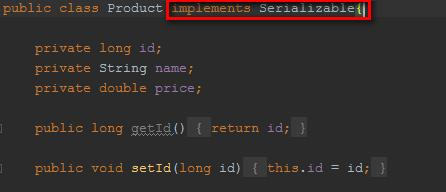 public class Product implements Serializable{
private long id;
private String name;
private double price;
public long getId() { return id; }
public void setId(long id) { this.id = id; }